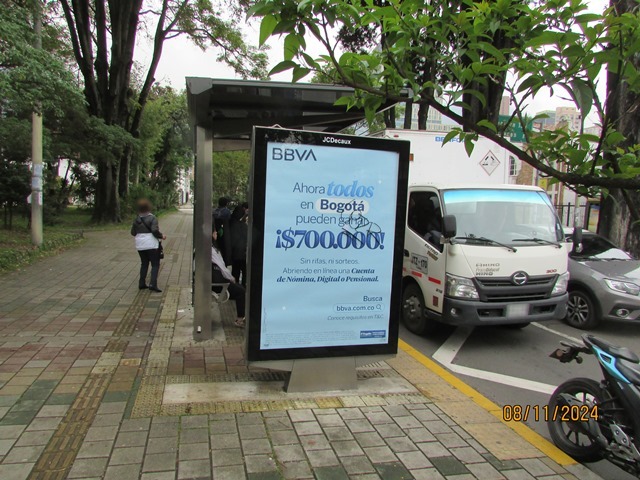 JCDecaux
BBVA
Ahora todos
en Bogotá
pueden ganar
¡$700.000!
Sin rifas, ni sorteos.
Abriendo en línea una Cuenta
de Nómina, Digital o Pensional.
Busca
bbva.com.co
HINO
08/11/2024